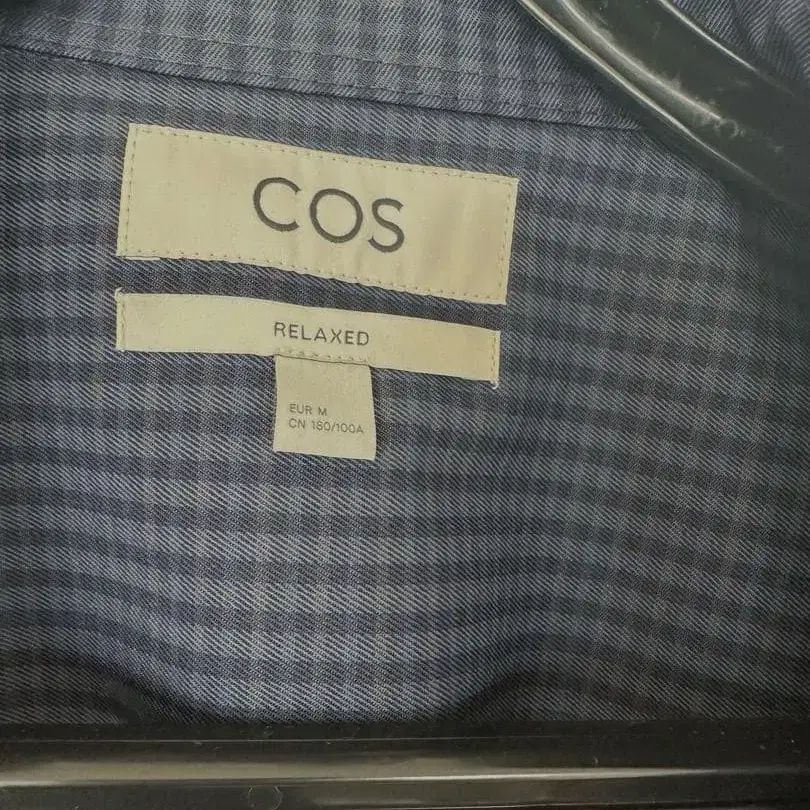 COS
RELAXED
EUR M
CN 180/100A